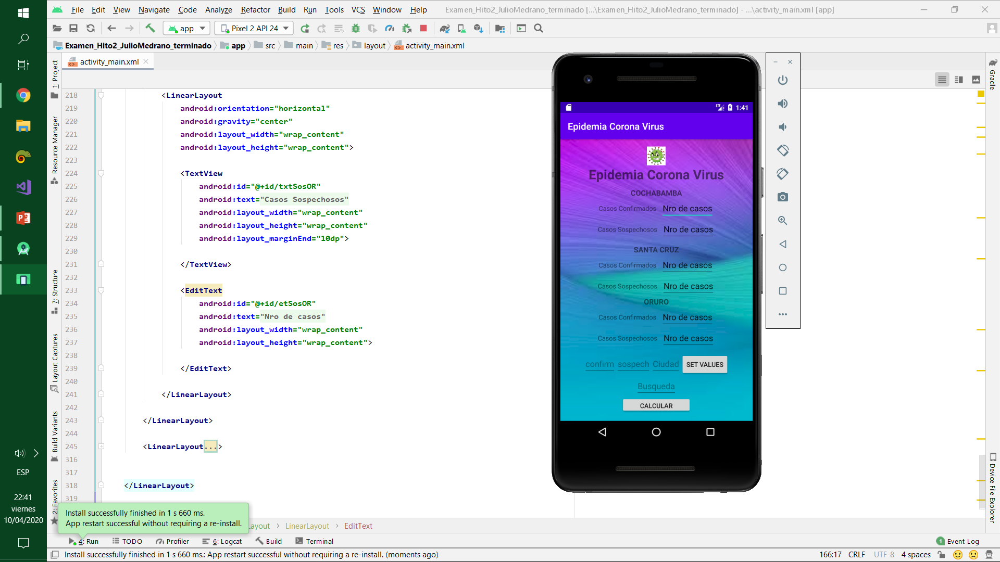 File Edit View Navigate Code Analyze Refactor Build Run Tools VCS Window Help Examen_Hito2_JulioMedrano_terminado [...\Examen_Hito2_JulioMedrano_terminado] - ...\activity_main.xml [app]
app Pixel 2 API 24
Examen_Hito2_JulioMedrano_terminado app src main res layout activity_main.xml
activity_main.xml
1: Project
Resource Manager
7: Structure
Layout Captures
Build Variants
2: Favorites
218 <LinearLayout
219 android:orientation="horizontal"
220 android:gravity="center"
221 android:layout_width="wrap_content"
222 android:layout_height="wrap_content">
223
224 <TextView
225 android:id="@+id/txtSosOR"
226 android:text="Casos Sospechosos"
227 android:layout_width="wrap_content"
228 android:layout_height="wrap_content"
229 android:layout_marginEnd="10dp">
230
231 </TextView>
232
233 <EditText
234 android:id="@+id/etSosOR"
235 android:text="Nro de casos"
236 android:layout_width="wrap_content"
237 android:layout_height="wrap_content">
238
239 </EditText>
240
241 </LinearLayout>
242
243 </LinearLayout>
244
245 <LinearLayout...>
316
317
318 </LinearLayout>
319
1:41
Epidemia Corona Virus
Epidemia Corona Virus
COCHABAMBA
Casos Confirmados Nro de casos
Casos Sospechosos Nro de casos
SANTA CRUZ
Casos Confirmados Nro de casos
Casos Sospechosos Nro de casos
ORURO
Casos Confirmados Nro de casos
Casos Sospechosos Nro de casos
confirm sospech Ciudad SET VALUES
Busqueda
CALCULAR
Gradle
Device File Explorer
ESP
22:41
viernes
10/04/2020
Install successfully finished in 1 s 660 ms.
App restart successful without requiring a re-install.
ayout LinearLayout EditText
4: Run TODO Profiler 6: Logcat Build Terminal 1 Event Log
Install successfully finished in 1 s 660 ms.: App restart successful without requiring a re-install. (moments ago) 166:17 CRLF UTF-8 4 spaces